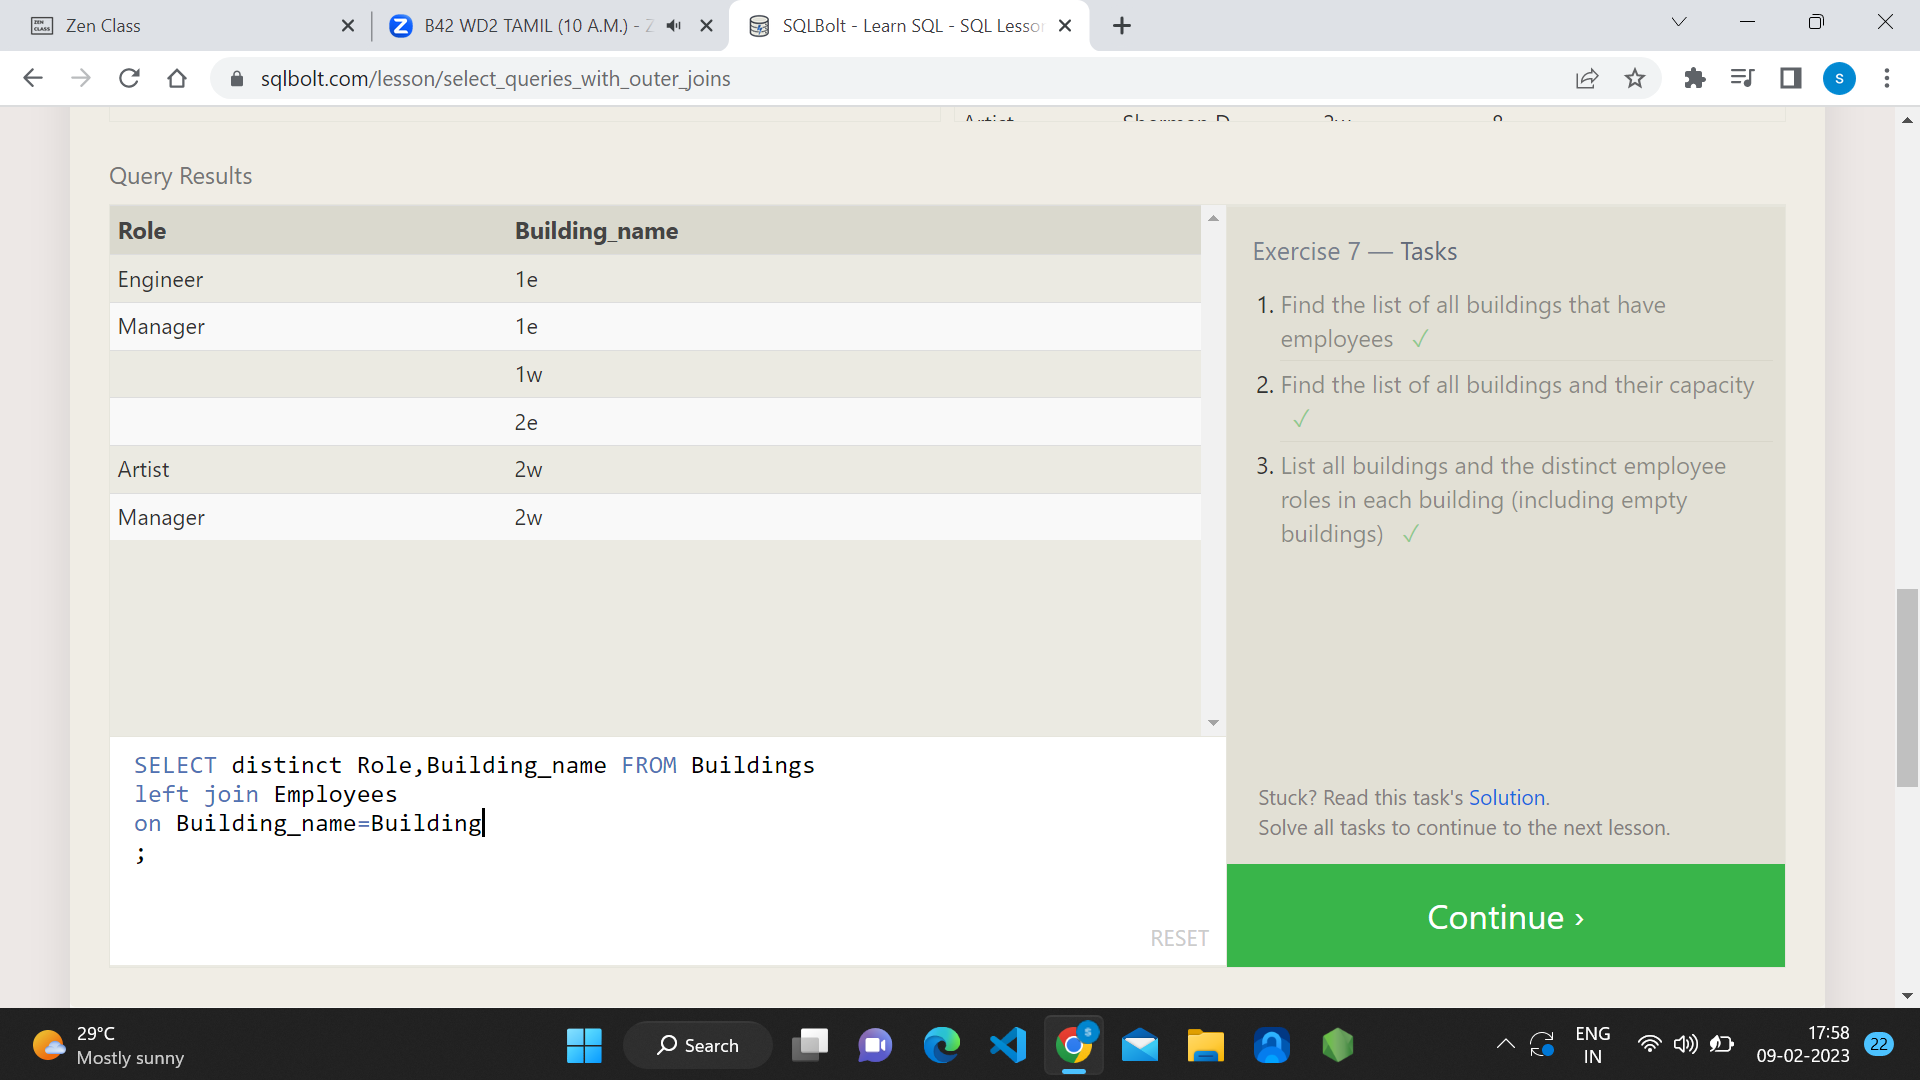 Zen Class
B42 WD2 TAMIL (10 A.M.) - Z
SQLBolt - Learn SQL - SQL Lesson
sqlbolt.com/lesson/select_queries_with_outer_joins
s
Artist Sherman D. 2w 8
Query Results
Role Building_name
Engineer 1e
Manager 1e
1w
2e
Artist 2w
Manager 2w
Exercise 7 — Tasks
1. Find the list of all buildings that have
employees ✓
2. Find the list of all buildings and their capacity
✓
3. List all buildings and the distinct employee
roles in each building (including empty
buildings) ✓
SELECT distinct Role,Building_name FROM Buildings
left join Employees
on Building_name=Building
;
RESET
Stuck? Read this task's Solution.
Solve all tasks to continue to the next lesson.
Continue ›
29°C
Mostly sunny
Search
ENG
IN
17:58
09-02-2023
22